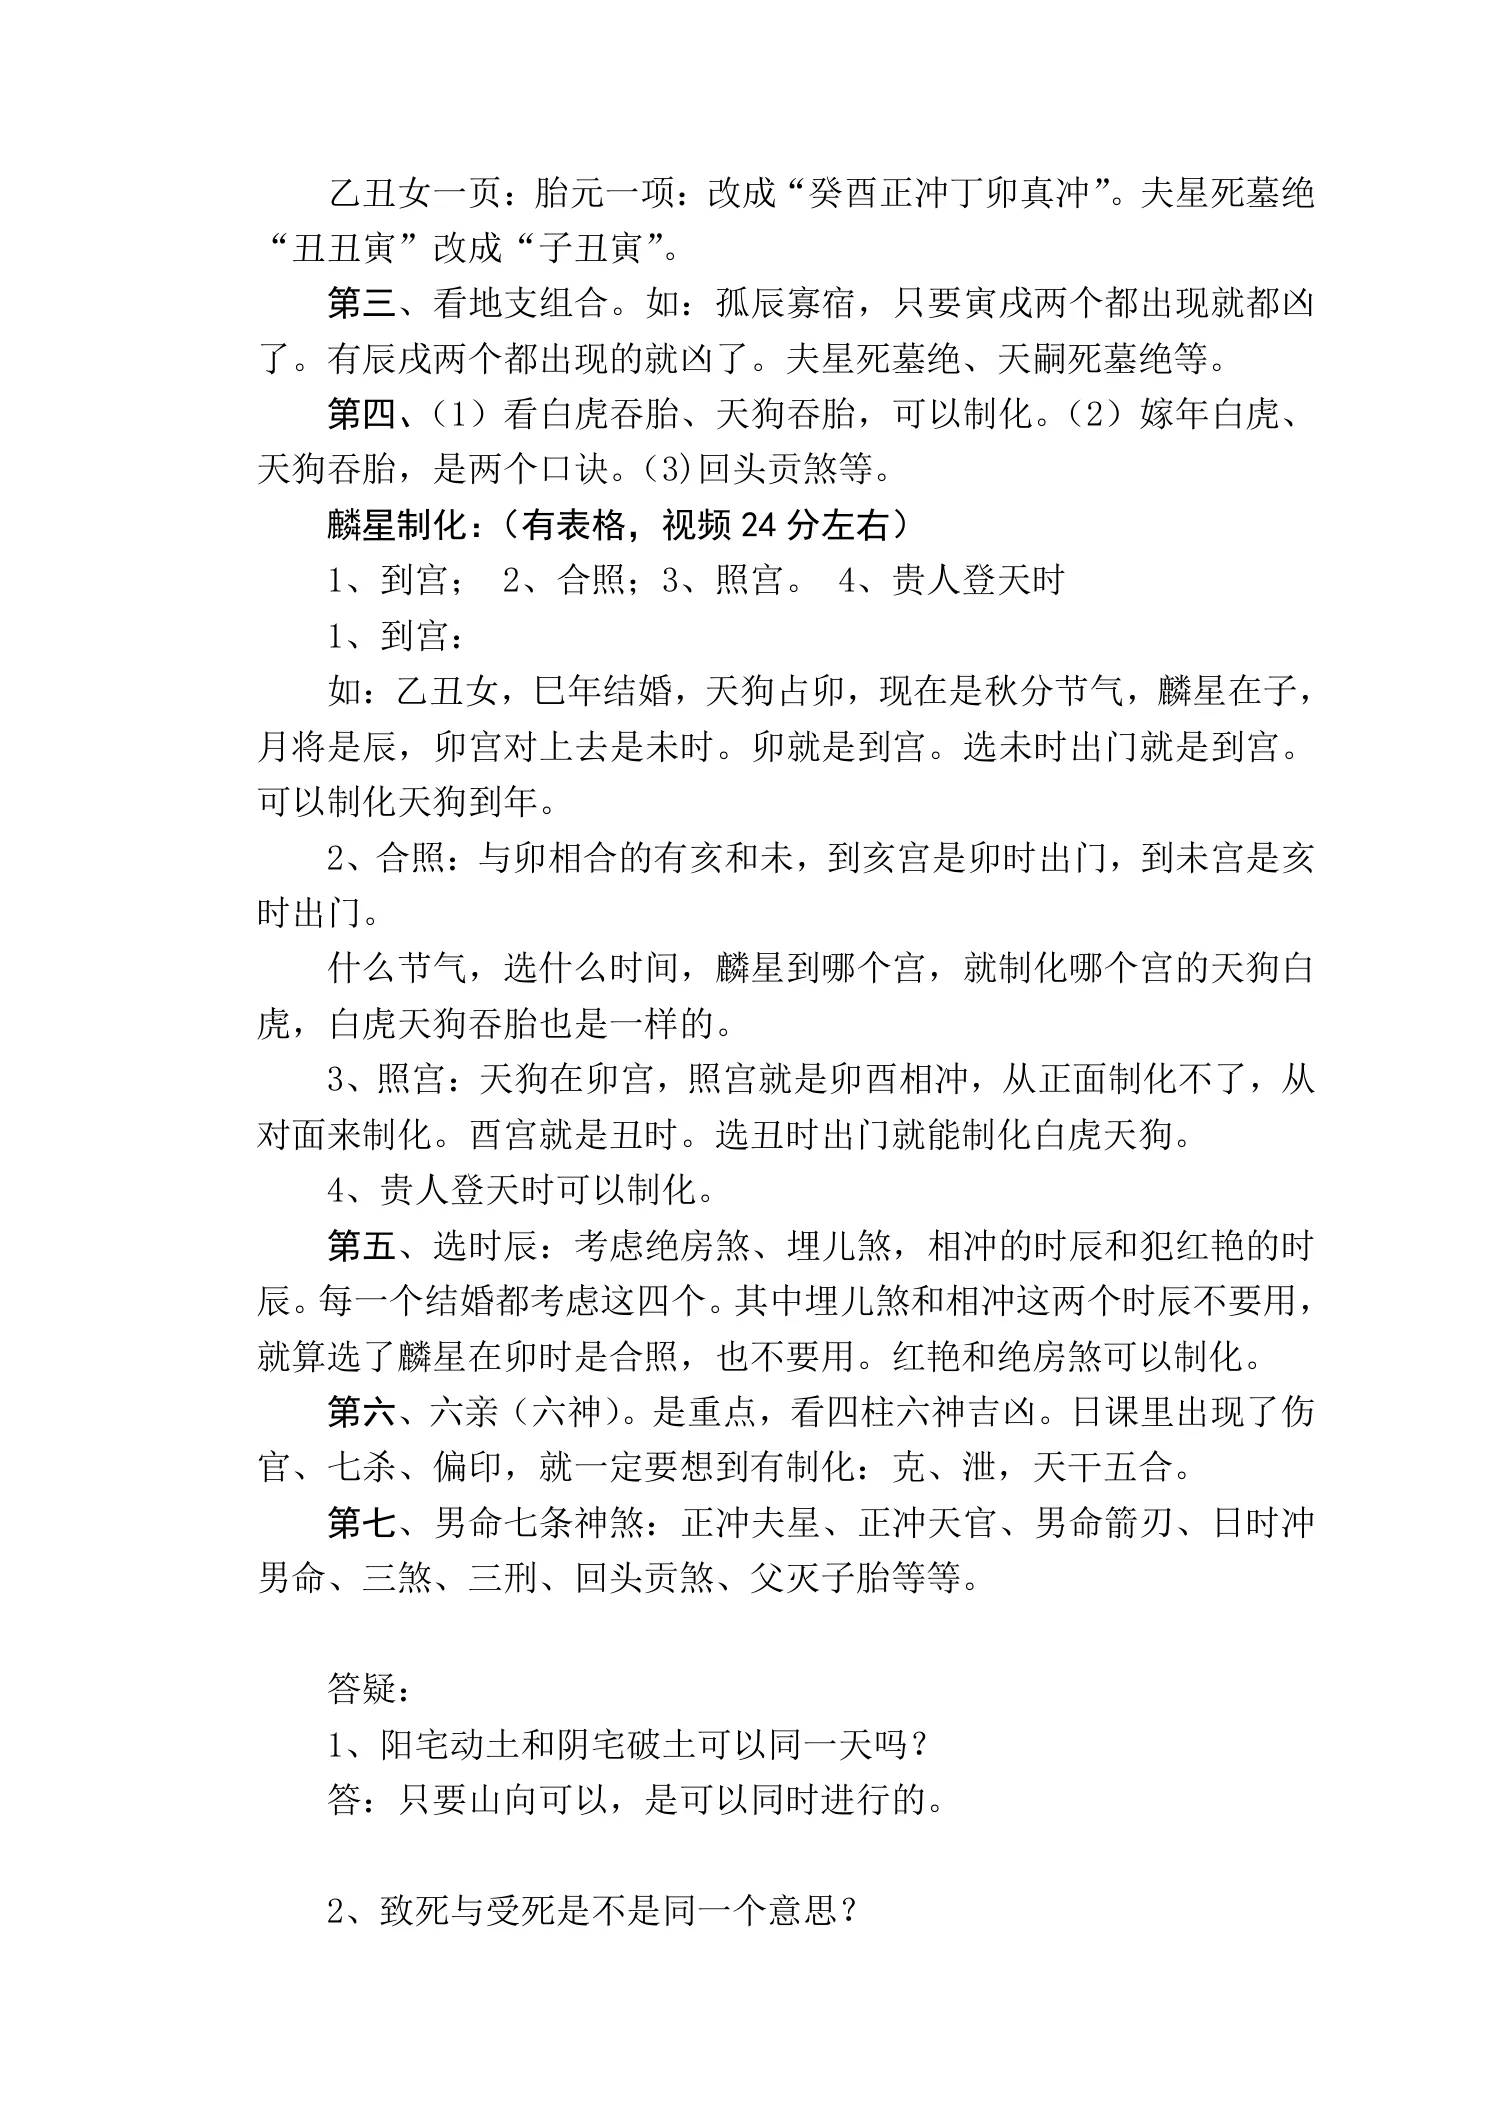 乙丑女一页：胎元一项：改成“癸酉正冲丁卯真冲”。夫星死墓绝
“丑丑寅”改成“子丑寅”。
第三、看地支组合。如：孤辰寡宿，只要寅戌两个都出现就都凶
了。有辰戌两个都出现的就凶了。夫星死墓绝、天嗣死墓绝等。
第四、（1）看白虎吞胎、天狗吞胎，可以制化。（2）嫁年白虎、
天狗吞胎，是两个口诀。（3)回头贡煞等。
麟星制化：（有表格，视频 24 分左右）
1、到宫； 2、合照；3、照宫。 4、贵人登天时
1、到宫：
如：乙丑女，巳年结婚，天狗占卯，现在是秋分节气，麟星在子，
月将是辰，卯宫对上去是未时。卯就是到宫。选未时出门就是到宫。
可以制化天狗到年。
2、合照：与卯相合的有亥和未，到亥宫是卯时出门，到未宫是亥
时出门。
什么节气，选什么时间，麟星到哪个宫，就制化哪个宫的天狗白
虎，白虎天狗吞胎也是一样的。
3、照宫：天狗在卯宫，照宫就是卯酉相冲，从正面制化不了，从
对面来制化。酉宫就是丑时。选丑时出门就能制化白虎天狗。
4、贵人登天时可以制化。
第五、选时辰：考虑绝房煞、埋儿煞，相冲的时辰和犯红艳的时
辰。每一个结婚都考虑这四个。其中埋儿煞和相冲这两个时辰不要用，
就算选了麟星在卯时是合照，也不要用。红艳和绝房煞可以制化。
第六、六亲（六神）。是重点，看四柱六神吉凶。日课里出现了伤
官、七杀、偏印，就一定要想到有制化：克、泄，天干五合。
第七、男命七条神煞：正冲夫星、正冲天官、男命箭刃、日时冲
男命、三煞、三刑、回头贡煞、父灭子胎等等。
答疑：
1、阳宅动土和阴宅破土可以同一天吗？
答：只要山向可以，是可以同时进行的。
2、致死与受死是不是同一个意思？